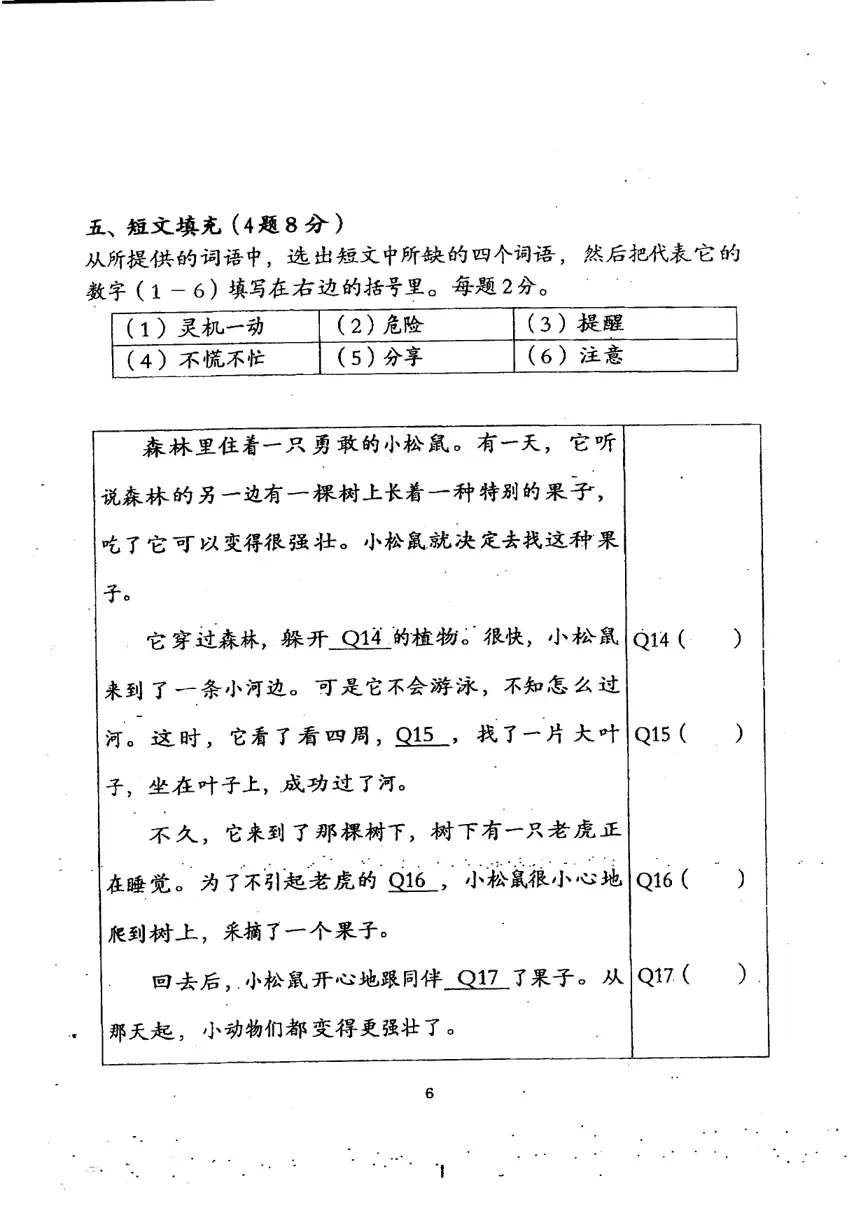 五、短文填充（4题8分）
从所提供的词语中，选出短文中所缺的四个词语，然后把代表它的
数字（1－6）填写在右边的括号里。每题2分。
（1）灵机一动 （2）危险 （3）提醒
（4）不慌不忙 （5）分享 （6）注意
森林里住着一只勇敢的小松鼠。有一天，它听
说森林的另一边有一棵树上长着一种特别的果子，
吃了它可以变得很强壮。小松鼠就决定去找这种果
子。
它穿过森林，躲开 Q14 的植物。很快，小松鼠 Q14（ ）
来到了一条小河边。可是它不会游泳，不知怎么过
河。这时，它看了看四周，Q15 ，找了一片大叶 Q15（ ）
子，坐在叶子上，成功过了河。
不久，它来到了那棵树下，树下有一只老虎正
在睡觉。为了不引起老虎的 Q16 ，小松鼠很小心地 Q16（ ）
爬到树上，采摘了一个果子。
回去后，小松鼠开心地跟同伴 Q17 了果子。从 Q17（ ）
那天起，小动物们都变得更强壮了。
6